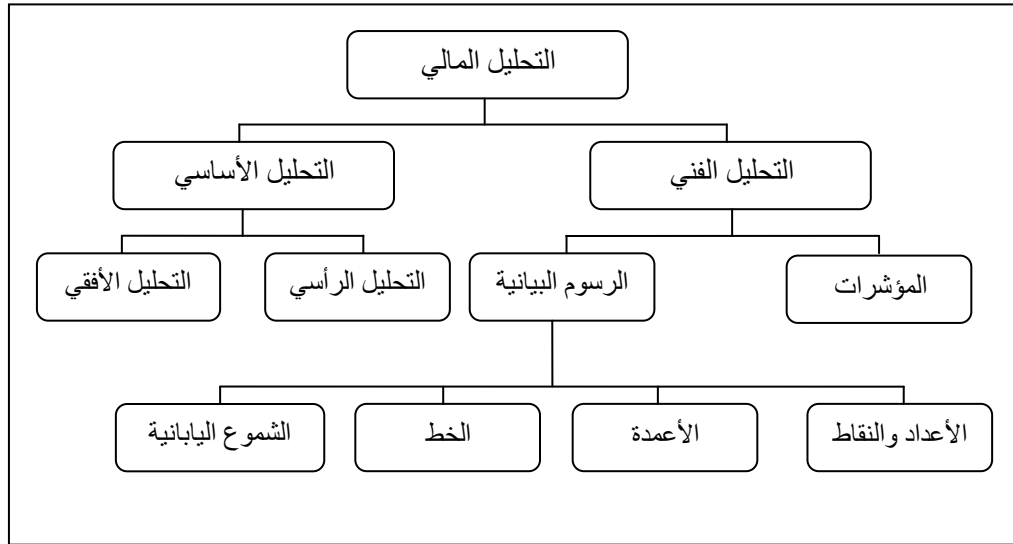 التحليل المالي
التحليل الفني
التحليل الأساسي
المؤشرات
الرسوم البيانية
التحليل الرأسي
التحليل الأفقي
الأعداد والنقاط
الأعمدة
الخط
الشموع اليابانية